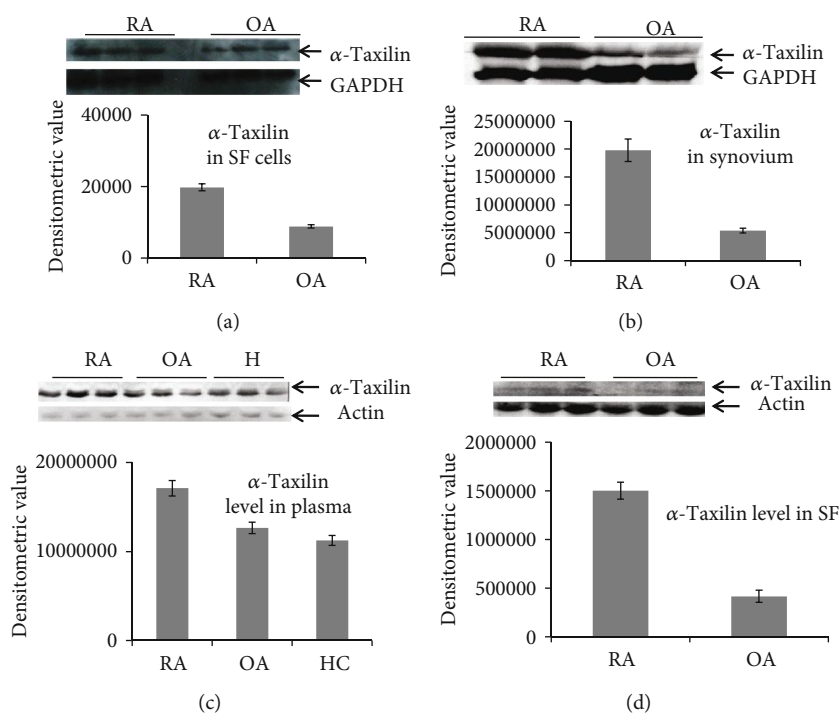 RA OA
α-Taxilin
GAPDH
Densitometric value
40000
20000
0
α-Taxilin
in SF cells
RA OA
(a)
RA OA
α-Taxilin
GAPDH
Densitometric value
25000000
20000000
15000000
10000000
5000000
0
α-Taxilin
in synovium
RA OA
(b)
RA OA H
α-Taxilin
Actin
Densitometric value
20000000
10000000
0
α-Taxilin
level in plasma
RA OA HC
(c)
RA OA
α-Taxilin
Actin
Densitometric value
2000000
1500000
1000000
500000
0
α-Taxilin level in SF
RA OA
(d)